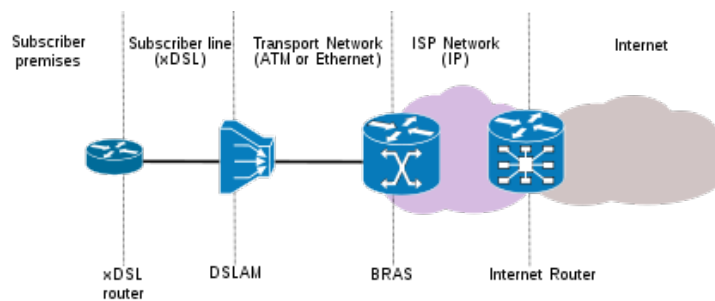 Subscriber premises
Subscriber line (xDSL)
Transport Network (ATM or Ethernet)
ISP Network (IP)
Internet
xDSL router
DSLAM
BRAS
Internet Router